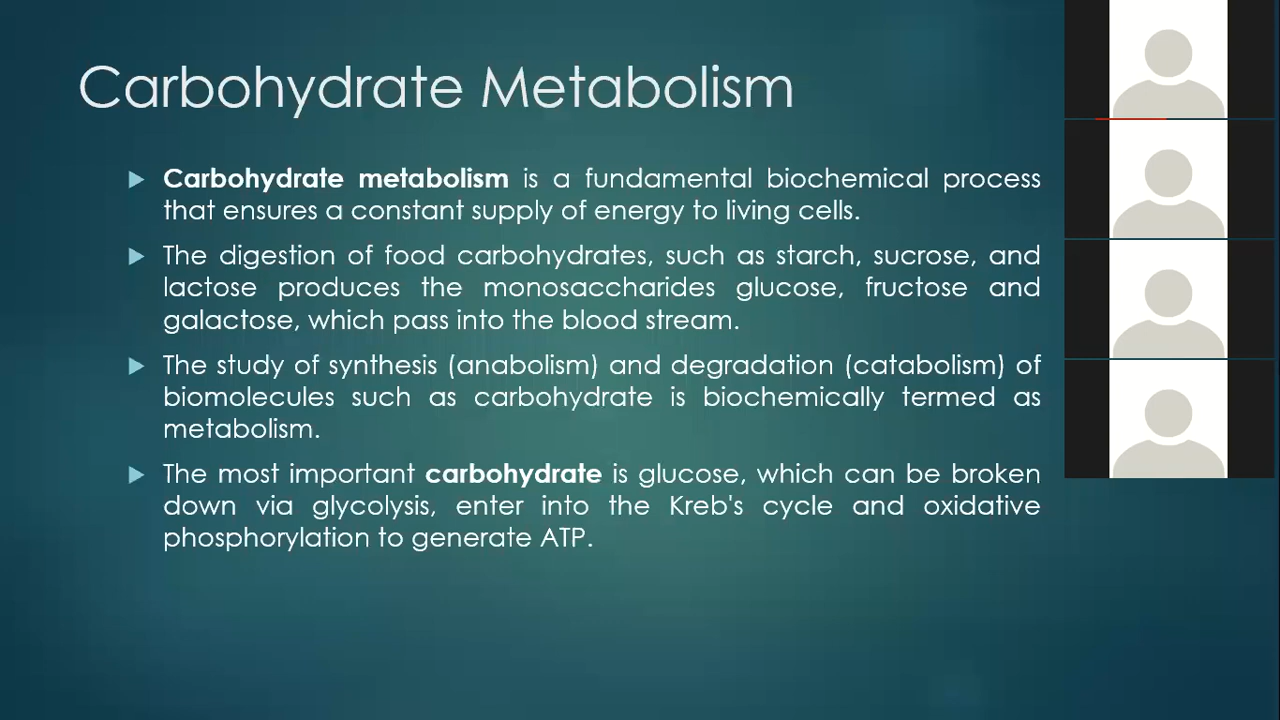 Carbohydrate Metabolism
Carbohydrate metabolism is a fundamental biochemical process
that ensures a constant supply of energy to living cells.
The digestion of food carbohydrates, such as starch, sucrose, and
lactose produces the monosaccharides glucose, fructose and
galactose, which pass into the blood stream.
The study of synthesis (anabolism) and degradation (catabolism) of
biomolecules such as carbohydrate is biochemically termed as
metabolism.
The most important carbohydrate is glucose, which can be broken
down via glycolysis, enter into the Kreb's cycle and oxidative
phosphorylation to generate ATP.